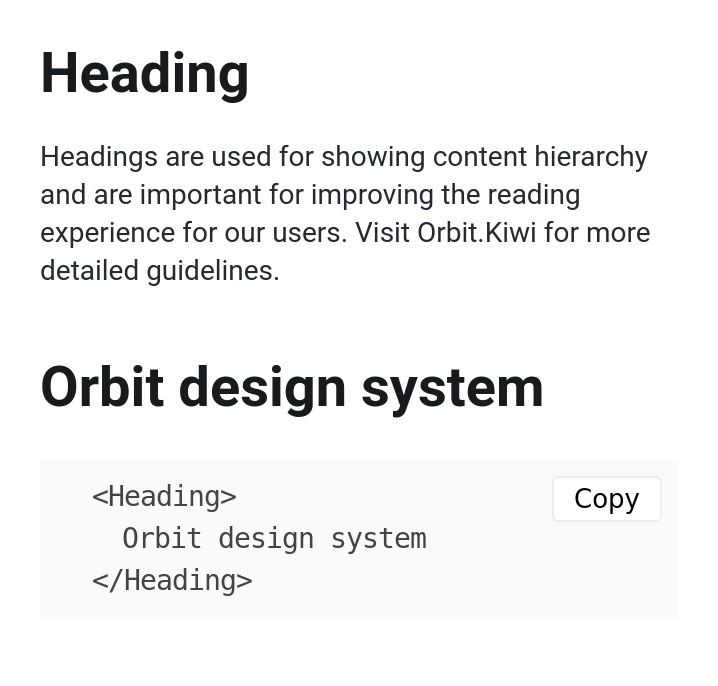 Heading
Headings are used for showing content hierarchy
and are important for improving the reading
experience for our users. Visit Orbit.Kiwi for more
detailed guidelines.
Orbit design system
<Heading>
Copy
  Orbit design system
</Heading>